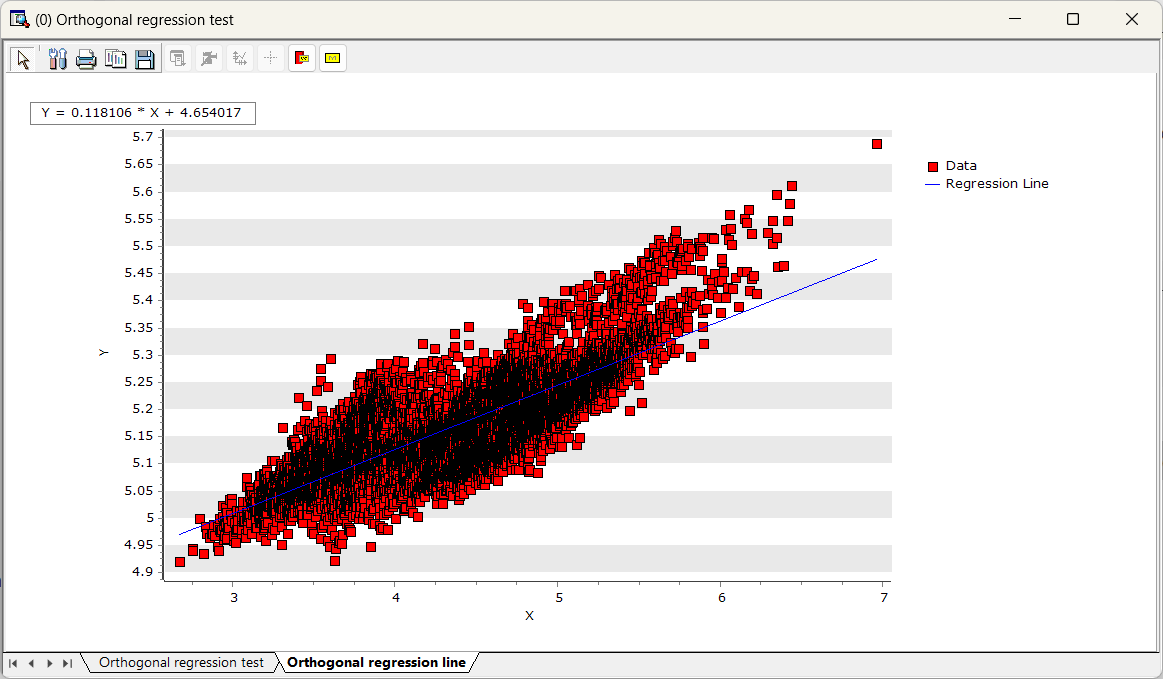 (0) Orthogonal regression test
Y = 0.118106 * X + 4.654017
5.7
5.65
5.6
5.55
5.5
5.45
5.4
5.35
5.3
5.25
5.2
5.15
5.1
5.05
5
4.95
4.9
Y
3 4 5 6 7
X
Data
Regression Line
Orthogonal regression test Orthogonal regression line